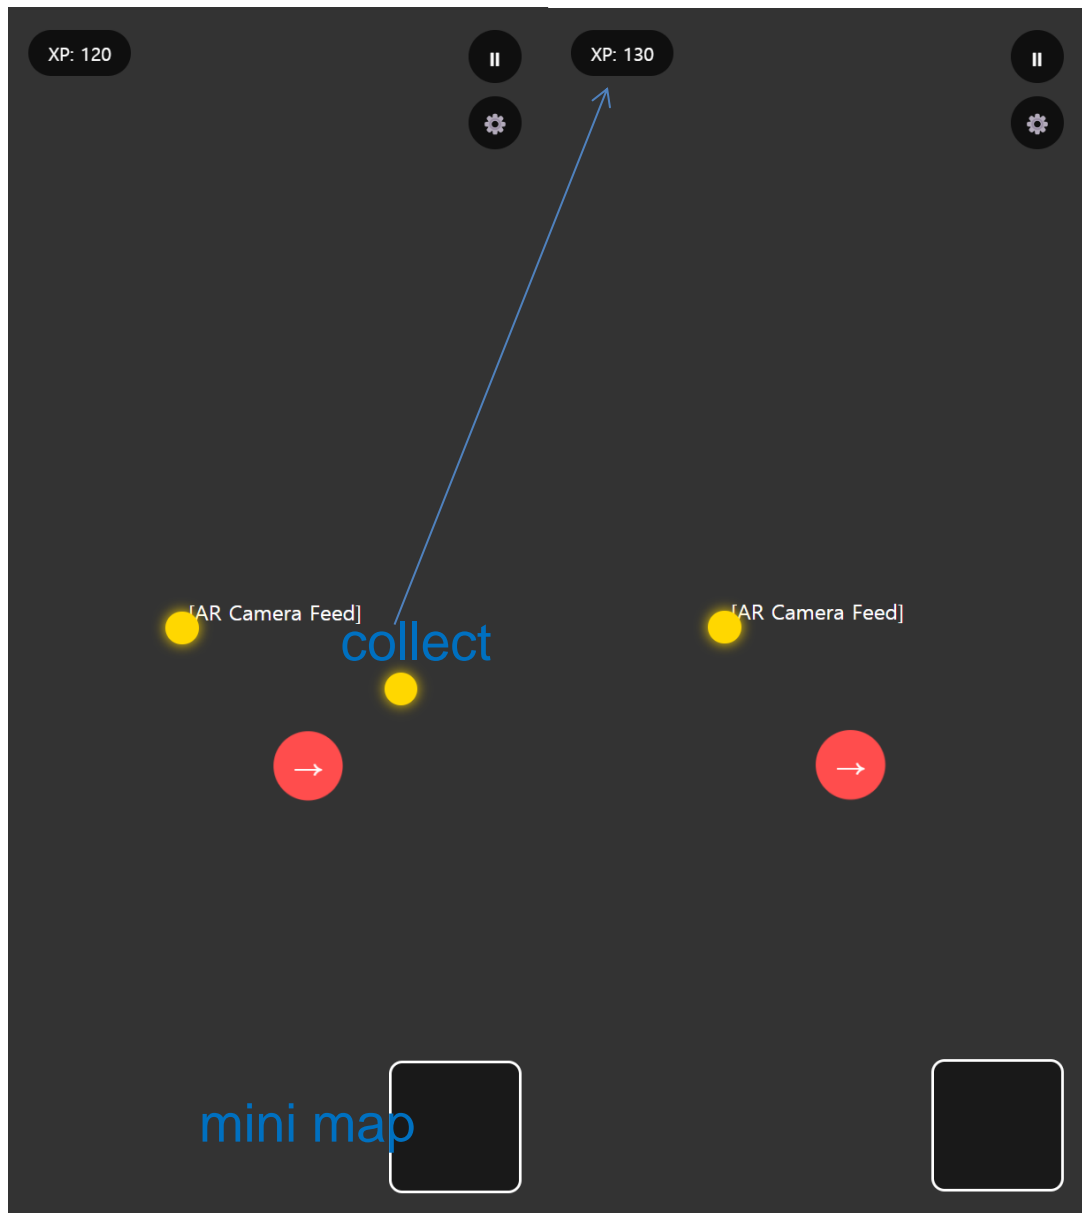 XP: 120
XP: 130
[AR Camera Feed]
[AR Camera Feed]
collect
→
→
mini map